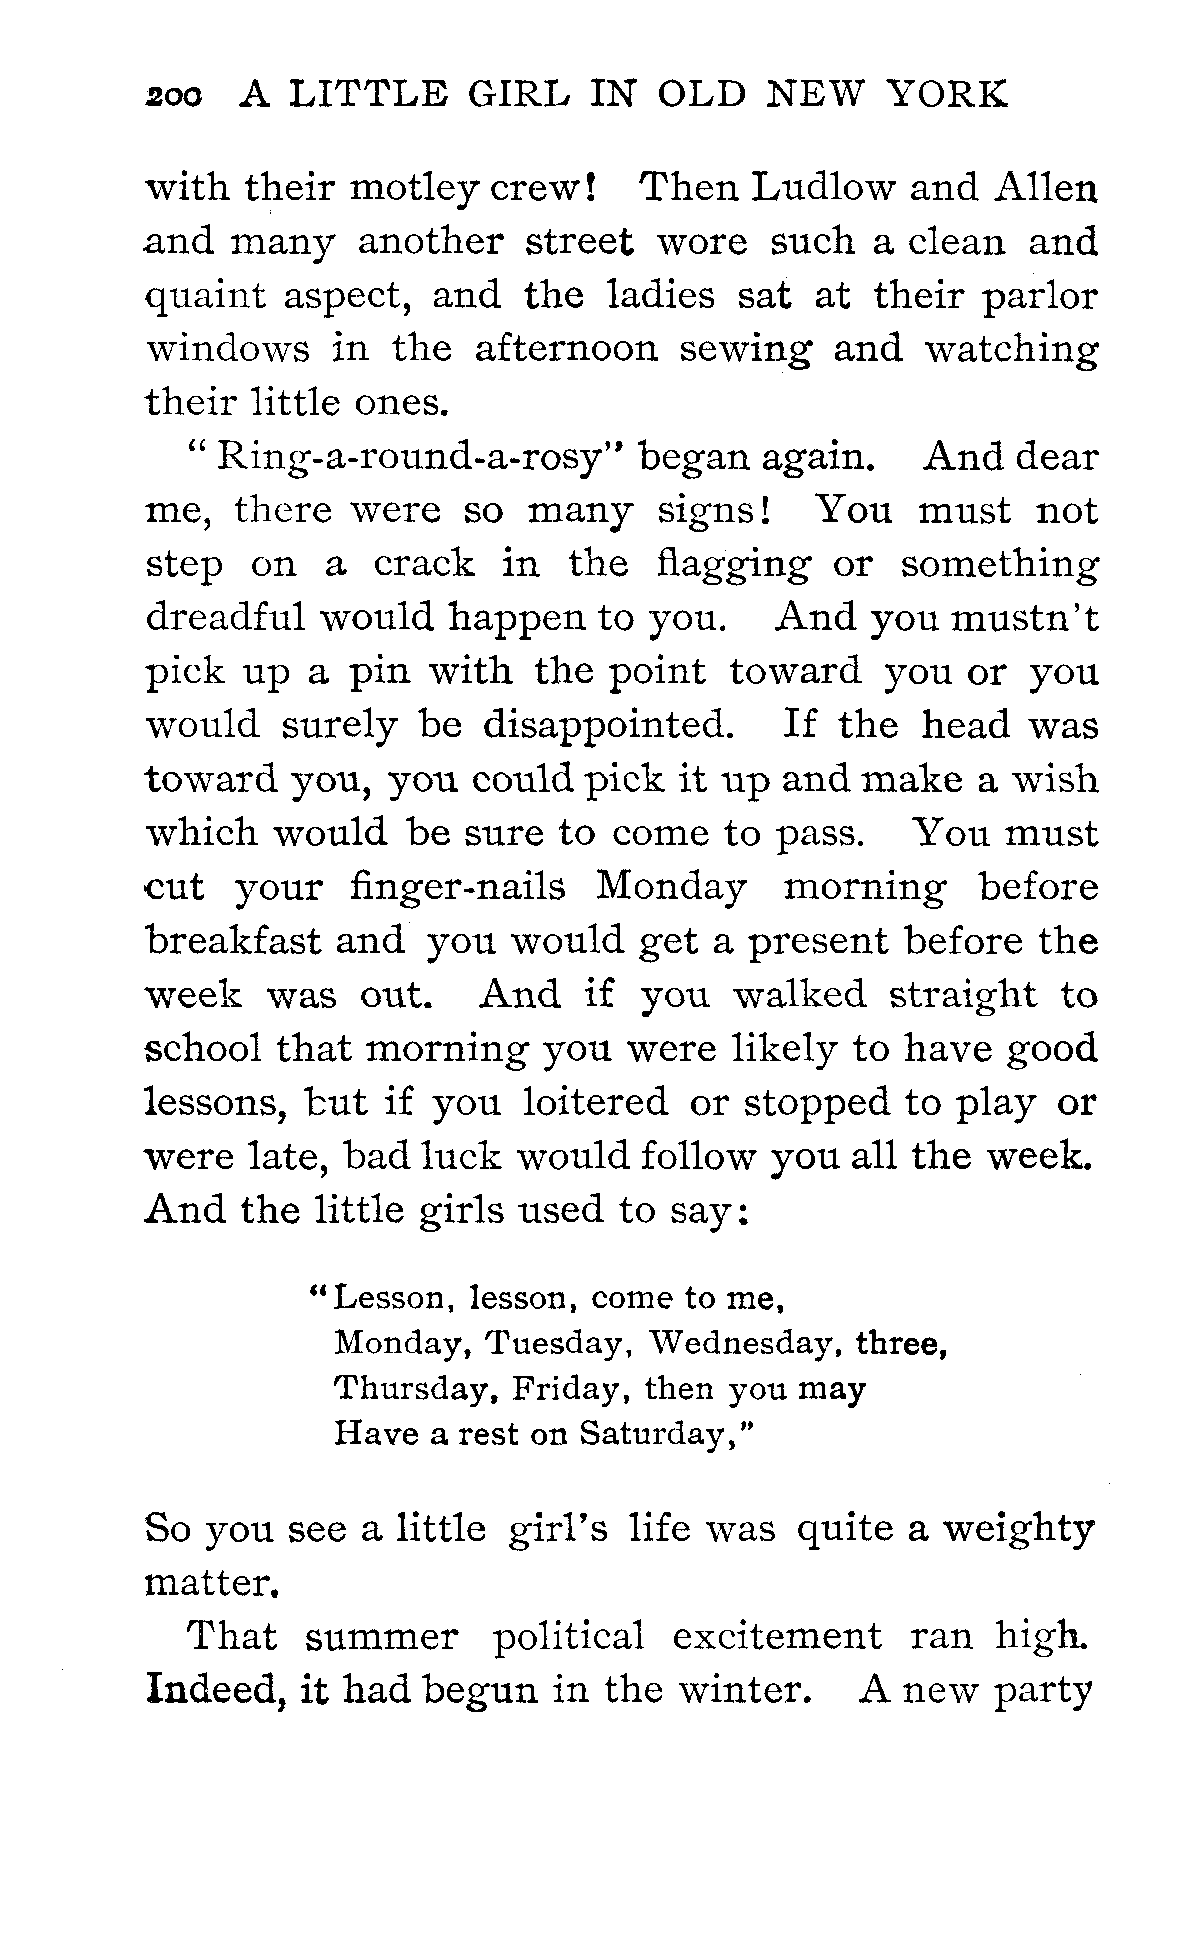 200 A LITTLE GIRL IN OLD NEW YORK
with their motley crew! Then Ludlow and Allen
and many another street wore such a clean and
quaint aspect, and the ladies sat at their parlor
windows in the afternoon sewing and watching
their little ones.
“ Ring-a-round-a-rosy” began again. And dear
me, there were so many signs! You must not
step on a crack in the flagging or something
dreadful would happen to you. And you mustn’t
pick up a pin with the point toward you or you
would surely be disappointed. If the head was
toward you, you could pick it up and make a wish
which would be sure to come to pass. You must
cut your finger-nails Monday morning before
breakfast and you would get a present before the
week was out. And if you walked straight to
school that morning you were likely to have good
lessons, but if you loitered or stopped to play or
were late, bad luck would follow you all the week.
And the little girls used to say:
“Lesson, lesson, come to me,
Monday, Tuesday, Wednesday, three,
Thursday, Friday, then you may
Have a rest on Saturday,”
So you see a little girl’s life was quite a weighty
matter.
That summer political excitement ran high.
Indeed, it had begun in the winter. A new party